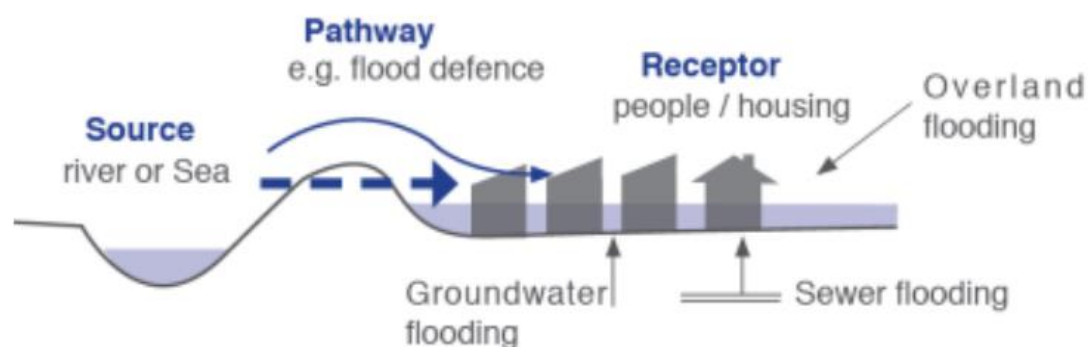 Pathway
e.g. flood defence
Receptor
people / housing
Overland
flooding
Source
river or Sea
Groundwater
flooding
Sewer flooding